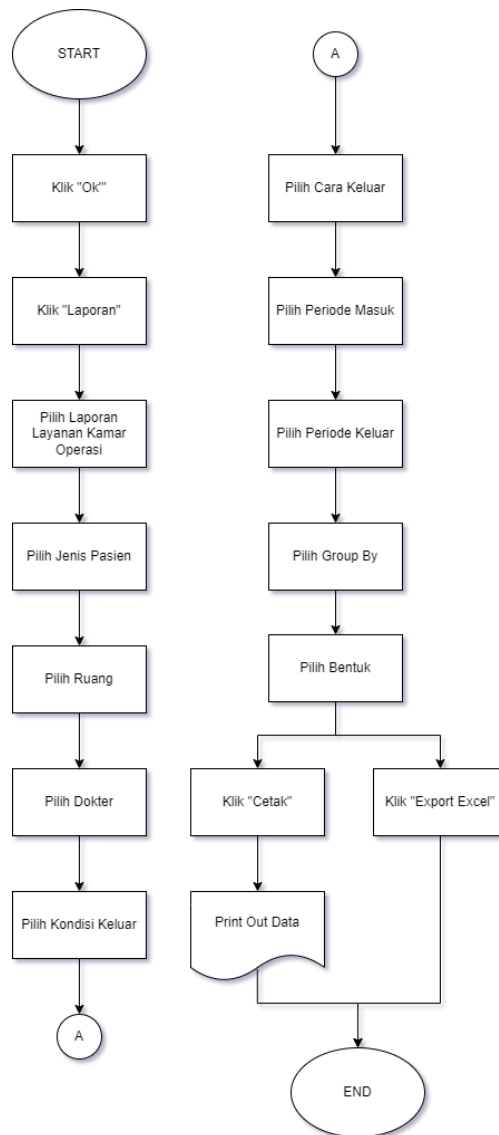 START
Klik "Ok'"
Klik "Laporan"
Pilih Laporan
Layanan Kamar
Operasi
Pilih Jenis Pasien
Pilih Ruang
Pilih Dokter
Pilih Kondisi Keluar
A
A
Pilih Cara Keluar
Pilih Periode Masuk
Pilih Periode Keluar
Pilih Group By
Pilih Bentuk
Klik "Cetak"
Klik "Export Excel"
Print Out Data
END